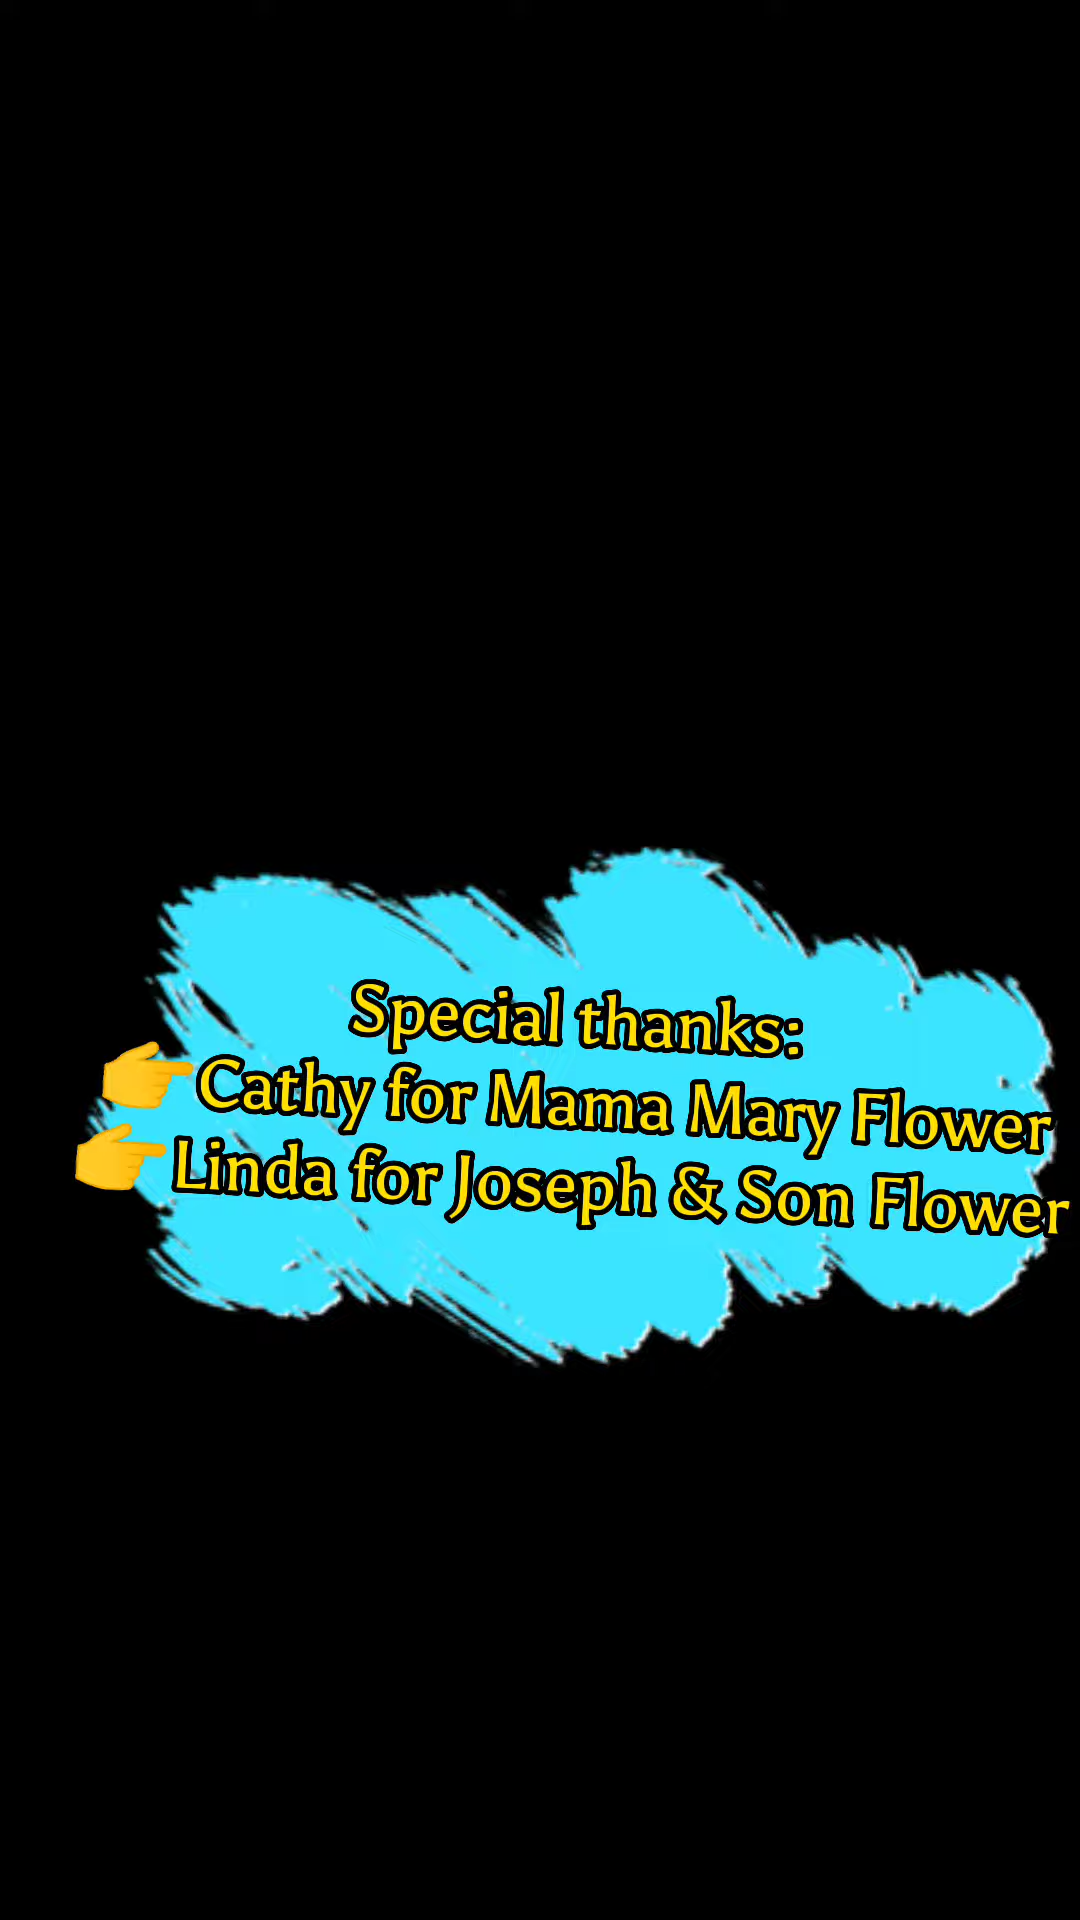 Special thanks:
👉Cathy for Mama Mary Flower
👉Linda for Joseph & Son Flower